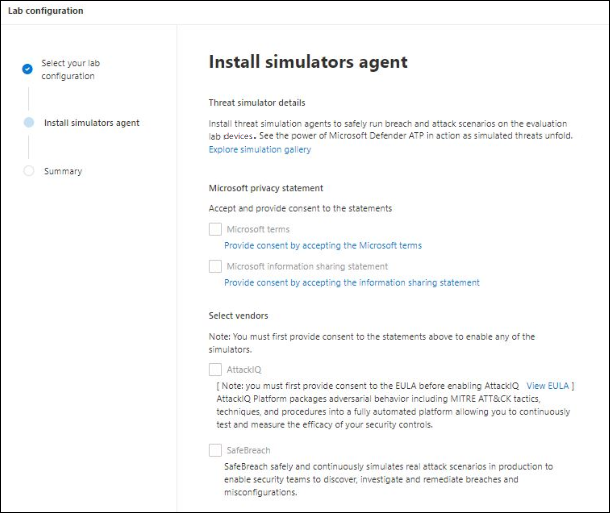 Lab configuration
Select your lab
configuration
Install simulators agent
Summary
Install simulators agent
Threat simulator details
Install threat simulation agents to safely run breach and attack scenarios on the evaluation
lab devices. See the power of Microsoft Defender ATP in action as simulated threats unfold.
Explore simulation gallery
Microsoft privacy statement
Accept and provide consent to the statements
Microsoft terms
Provide consent by accepting the Microsoft terms
Microsoft information sharing statement
Provide consent by accepting the information sharing statement
Select vendors
Note: You must first provide consent to the statements above to enable any of the
simulators.
AttackIQ
[ Note: you must first provide consent to the EULA before enabling AttackIQ View EULA ]
AttackIQ Platform packages adversarial behavior including MITRE ATT&CK tactics,
techniques, and procedures into a fully automated platform allowing you to continuously
test and measure the efficacy of your security controls.
SafeBreach
SafeBreach safely and continuously simulates real attack scenarios in production to
enable security teams to discover, investigate and remediate breaches and
misconfigurations.